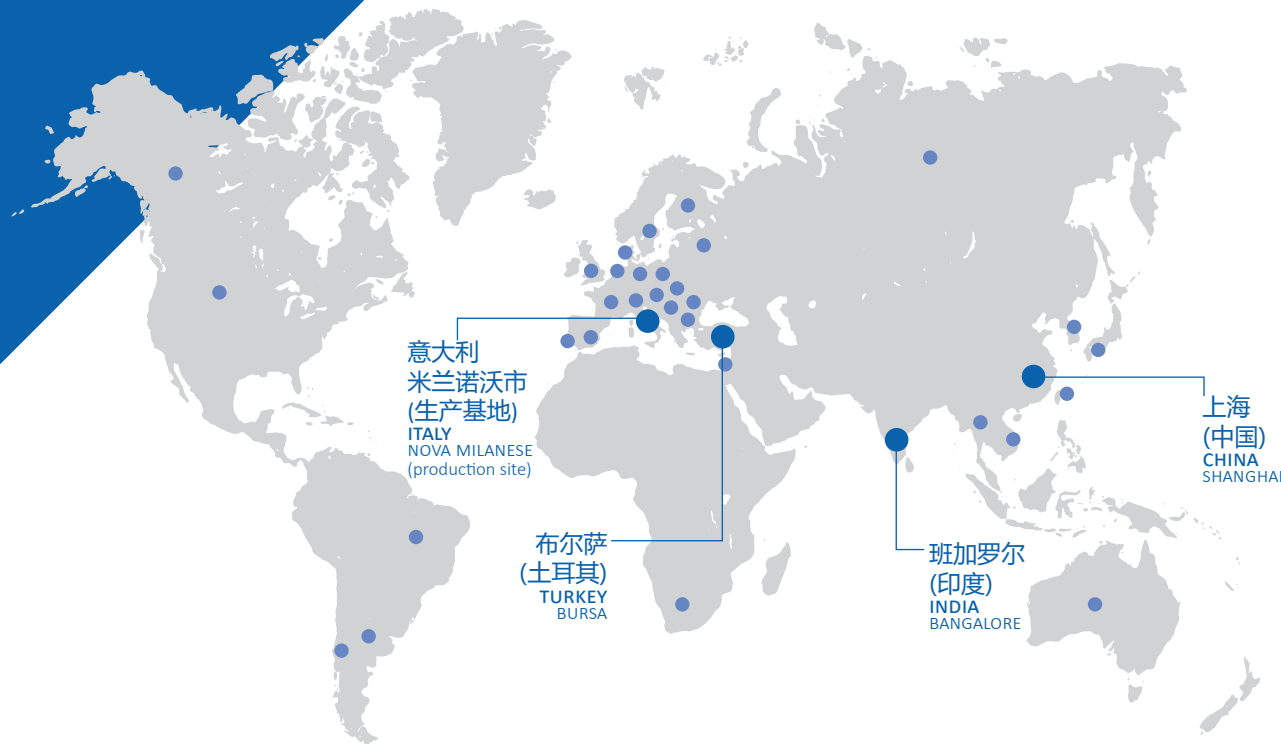 意大利
米兰诺沃市
(生产基地)
ITALY
NOVA MILANESE
(production site)
布尔萨
(土耳其)
TURKEY
BURSA
班加罗尔
(印度)
INDIA
BANGALORE
上海
(中国)
CHINA
SHANGHAI